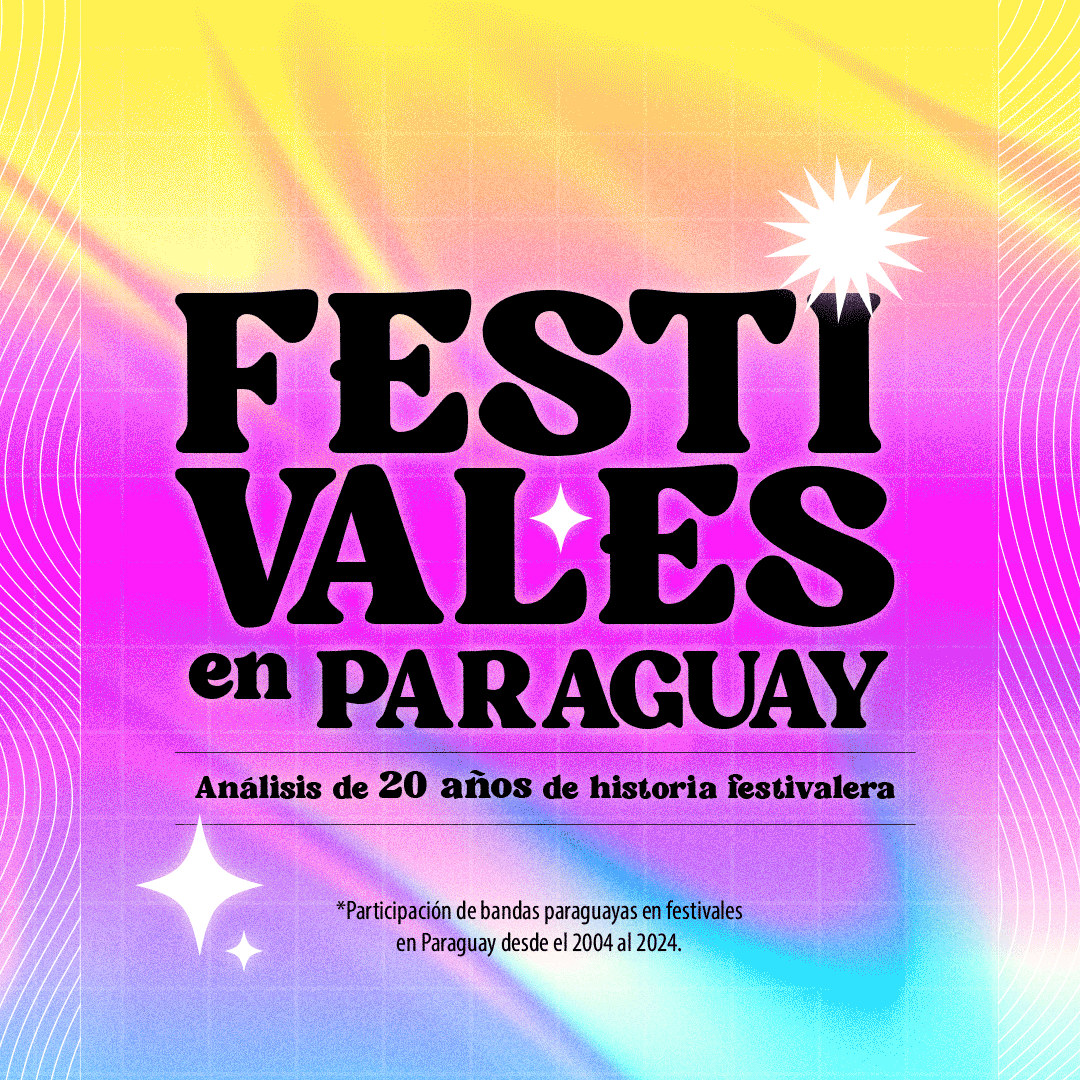 FESTI
VALES
en PARAGUAY
Análisis de 20 años de historia festivalera
*Participación de bandas paraguayas en festivales
en Paraguay desde el 2004 al 2024.